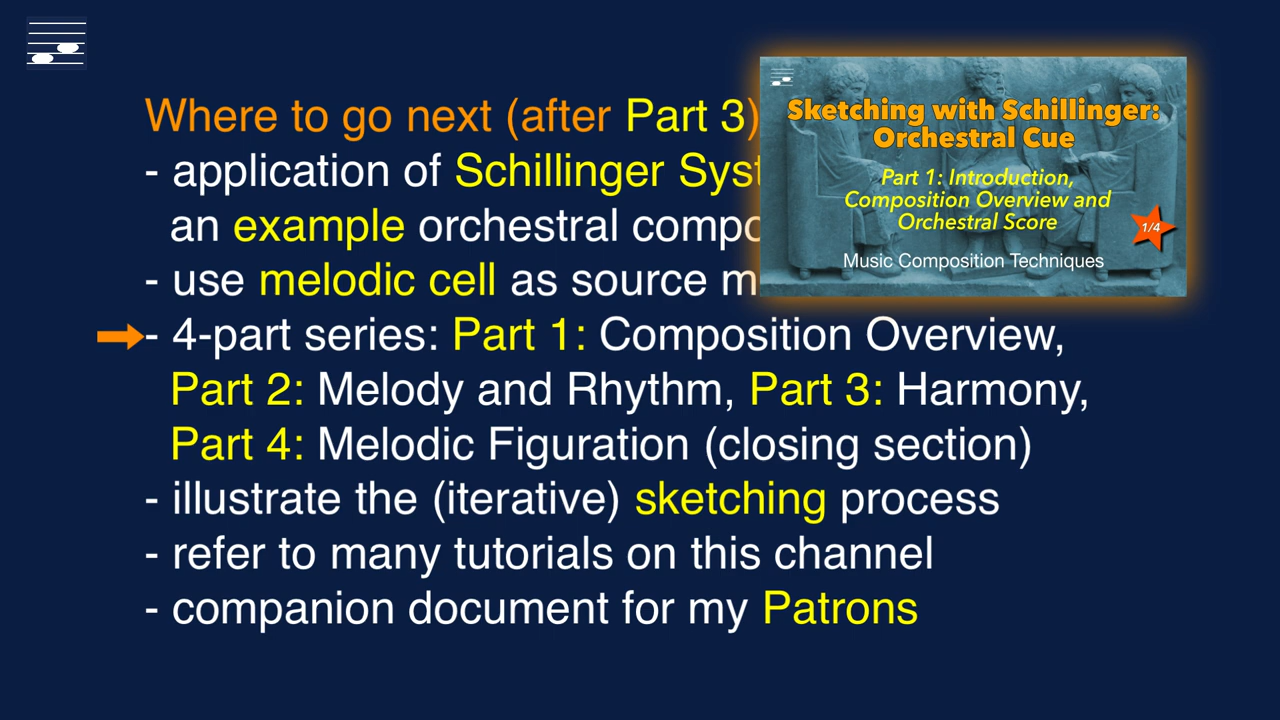 Where to go next (after Part 3)
- application of Schillinger
an example orchestral
- use melodic cell as source
- 4-part series: Part 1: Composition Overview,
Part 2: Melody and Rhythm, Part 3: Harmony,
Part 4: Melodic Figuration (closing section)
- illustrate the (iterative) sketching process
- refer to many tutorials on this channel
- companion document for my Patrons
Sketching with Schillinger:
Orchestral Cue
Part 1: Introduction,
Composition Overview and
Orchestral Score
1/4
Music Composition Techniques